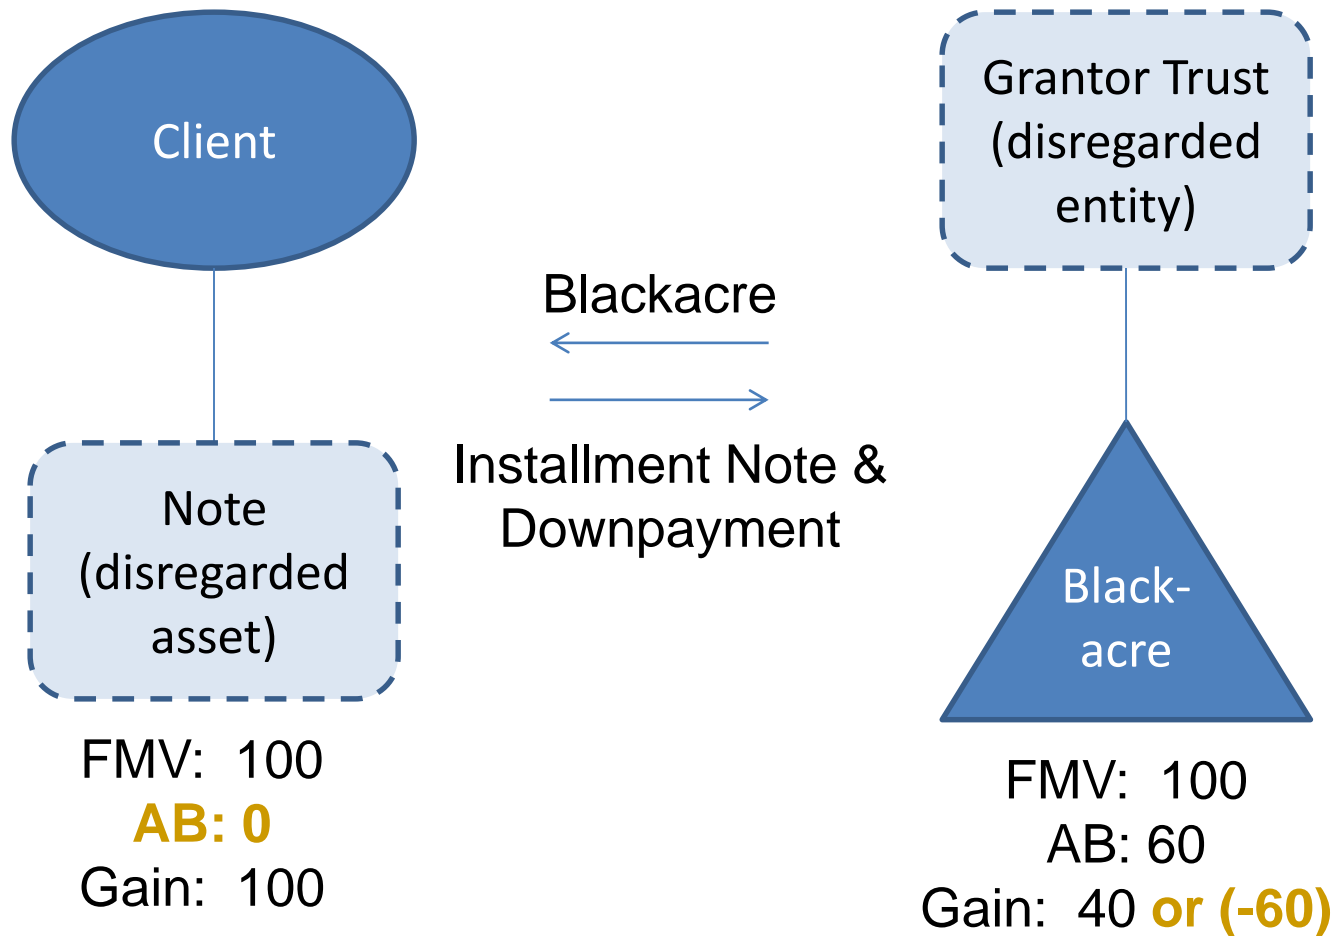 Client
Grantor Trust
(disregarded
entity)
Blackacre
Installment Note &
Downpayment
Note
(disregarded
asset)
Black-
acre
FMV: 100
AB: 0
Gain: 100
FMV: 100
AB: 60
Gain: 40 or (-60)